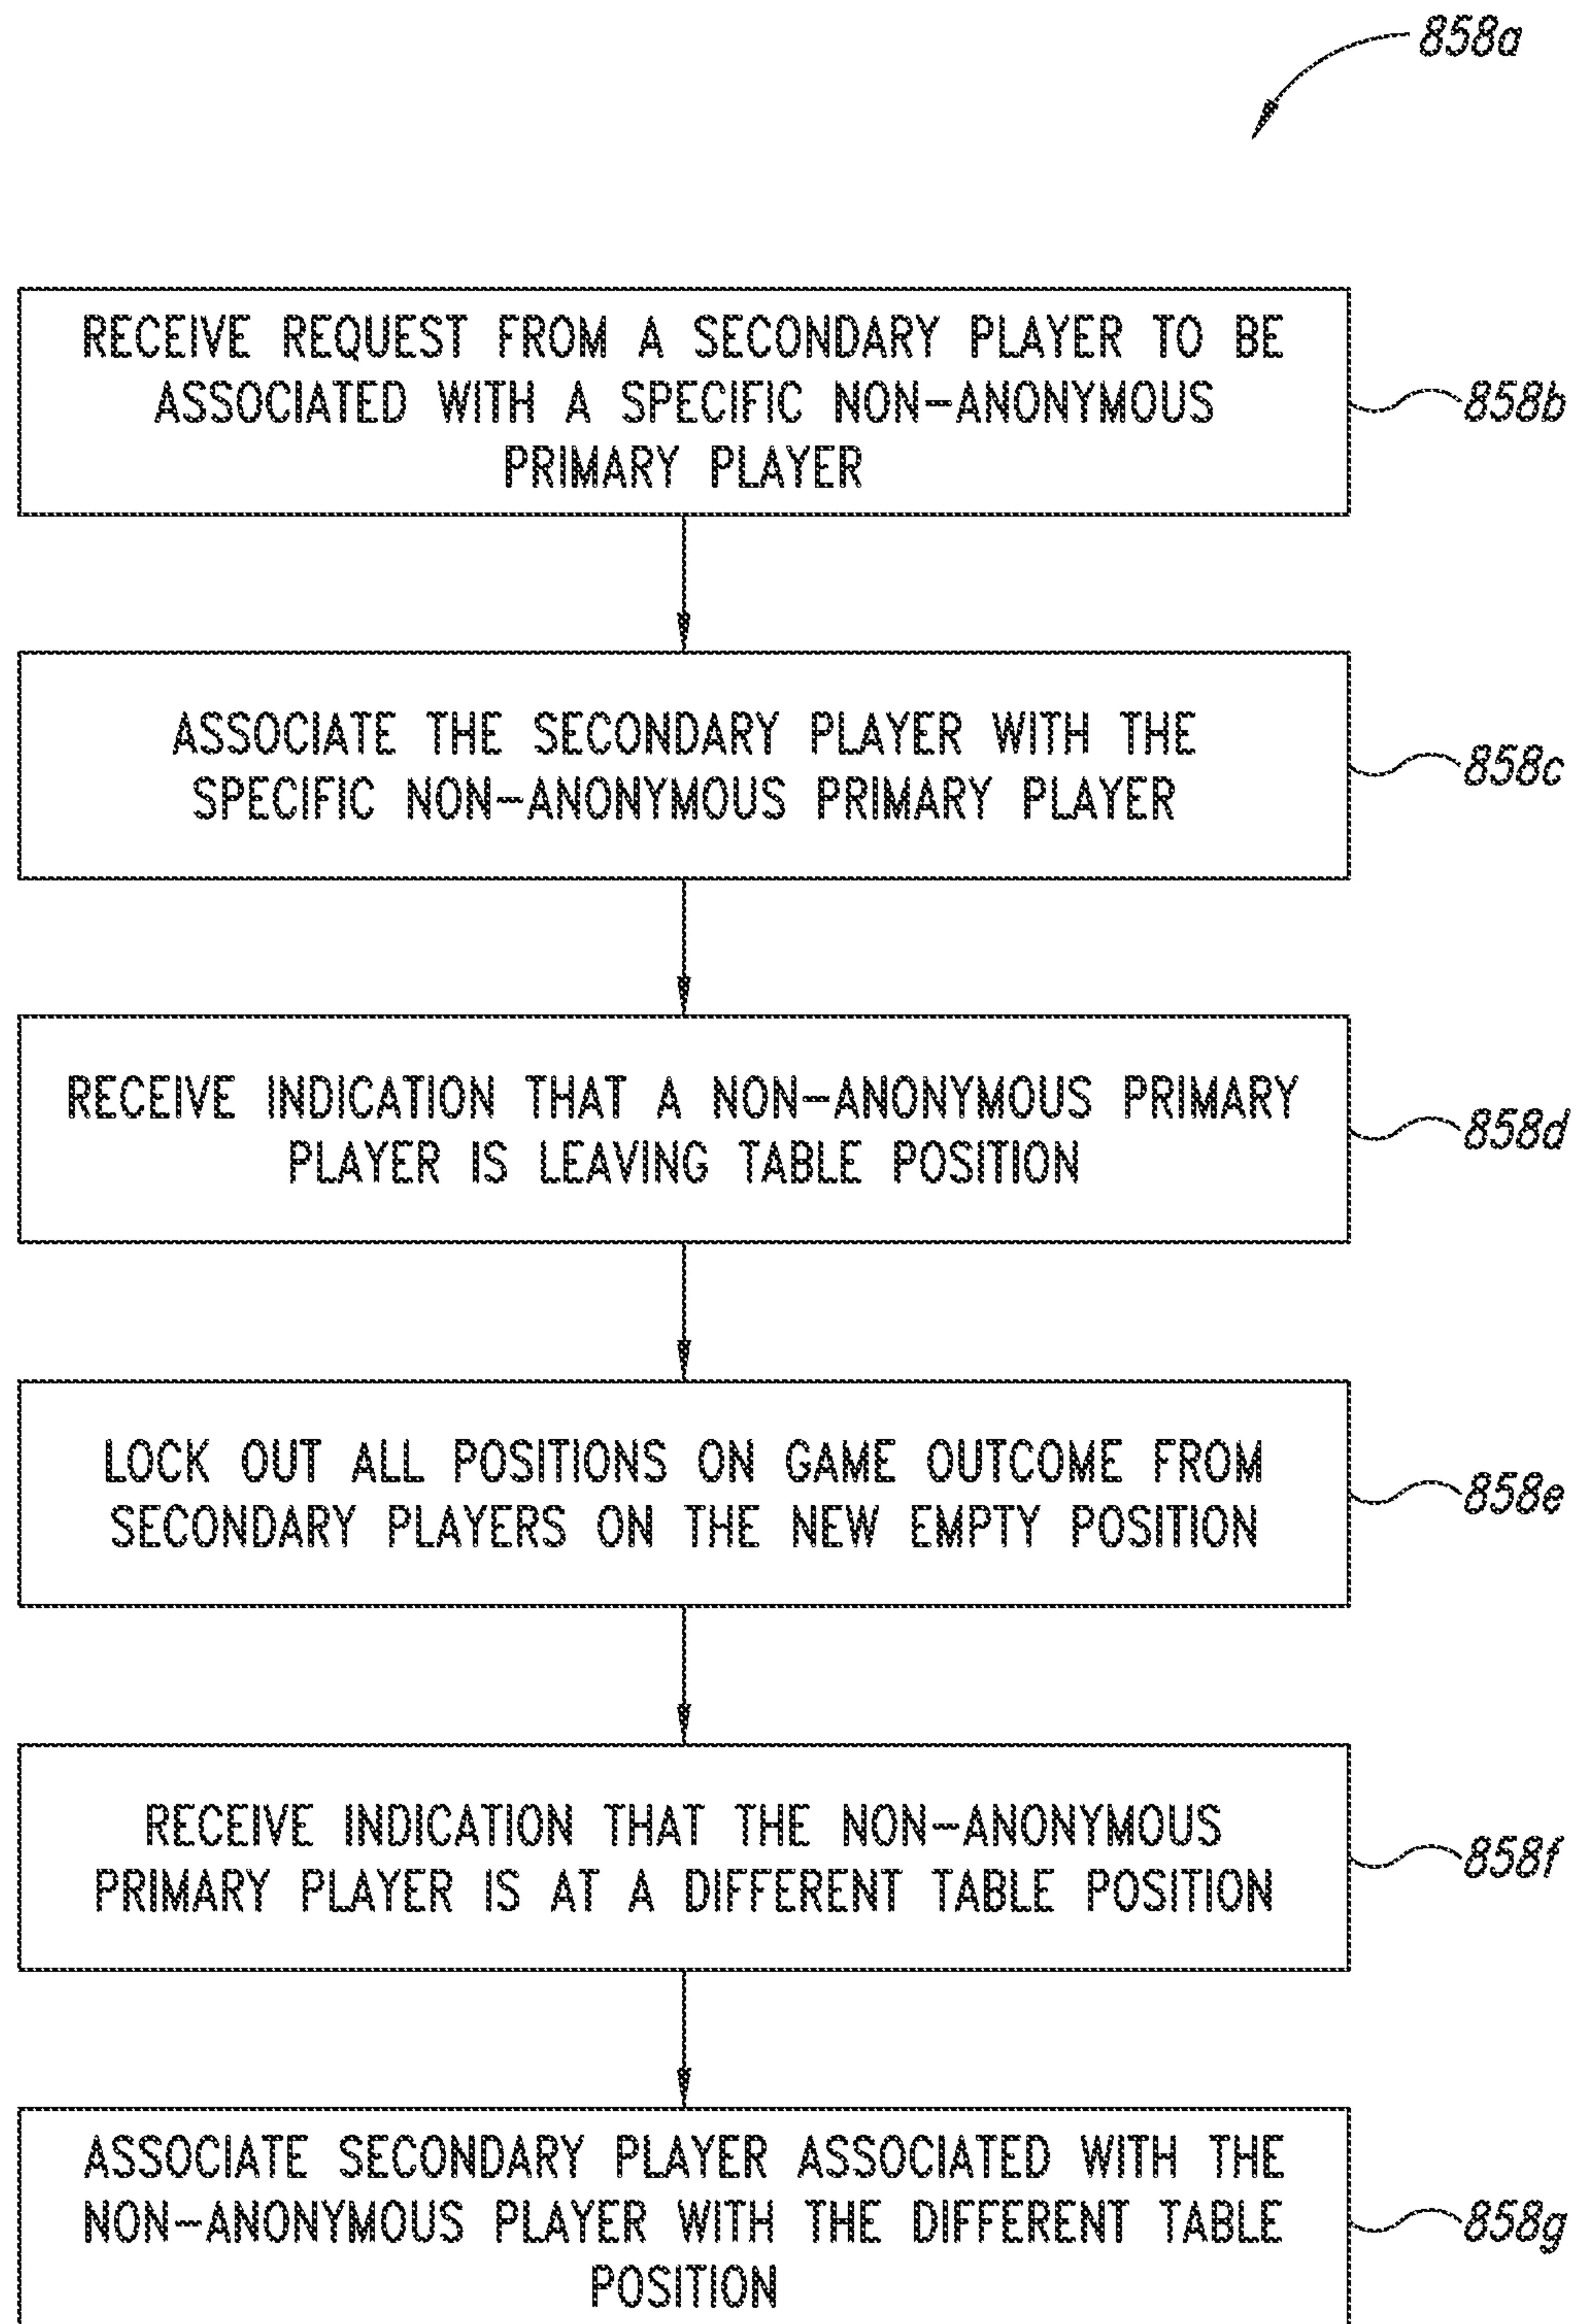 858a
RECEIVE REQUEST FROM A SECONDARY PLAYER TO BE
ASSOCIATED WITH A SPECIFIC NON-ANONYMOUS
PRIMARY PLAYER
858b
ASSOCIATE THE SECONDARY PLAYER WITH THE
SPECIFIC NON-ANONYMOUS PRIMARY PLAYER
858c
RECEIVE INDICATION THAT A NON-ANONYMOUS PRIMARY
PLAYER IS LEAVING TABLE POSITION
858d
LOCK OUT ALL POSITIONS ON GAME OUTCOME FROM
SECONDARY PLAYERS ON THE NEW EMPTY POSITION
858e
RECEIVE INDICATION THAT THE NON-ANONYMOUS
PRIMARY PLAYER IS AT A DIFFERENT TABLE POSITION
858f
ASSOCIATE SECONDARY PLAYER ASSOCIATED WITH THE
NON-ANONYMOUS PLAYER WITH THE DIFFERENT TABLE
POSITION
858g